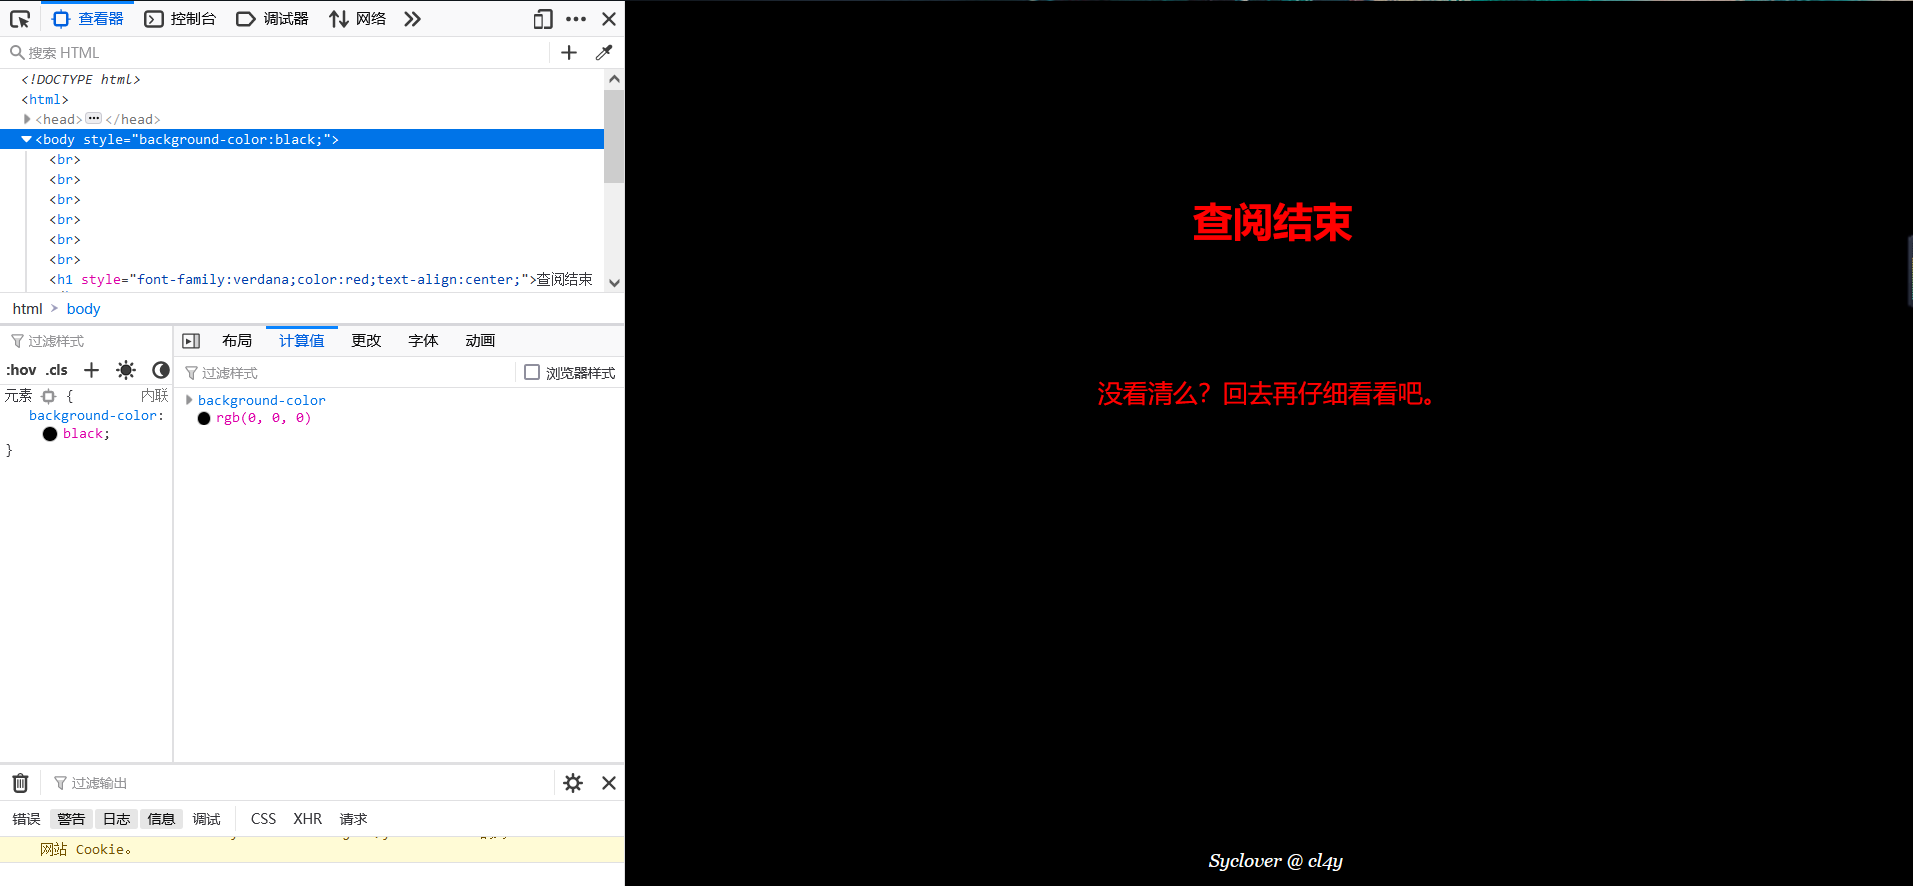 查看器 控制台 调试器 网络
搜索 HTML
<!DOCTYPE html>
<html>
<head> ••• </head>
<body style="background-color:black;">
<br>
<br>
<br>
<br>
<br>
<br>
<h1 style="font-family:verdana;color:red;text-align:center;">查阅结束
html > body
过滤样式
:hov .cls
元素 { 内联
background-color:
black;
}
布局 计算值 更改 字体 动画
过滤样式 浏览器样式
background-color
rgb(0, 0, 0)
过滤输出
错误 警告 日志 信息 调试 CSS XHR 请求
网站 Cookie。
查阅结束
没看清么？回去再仔细看看吧。
Syclover @ cl4y